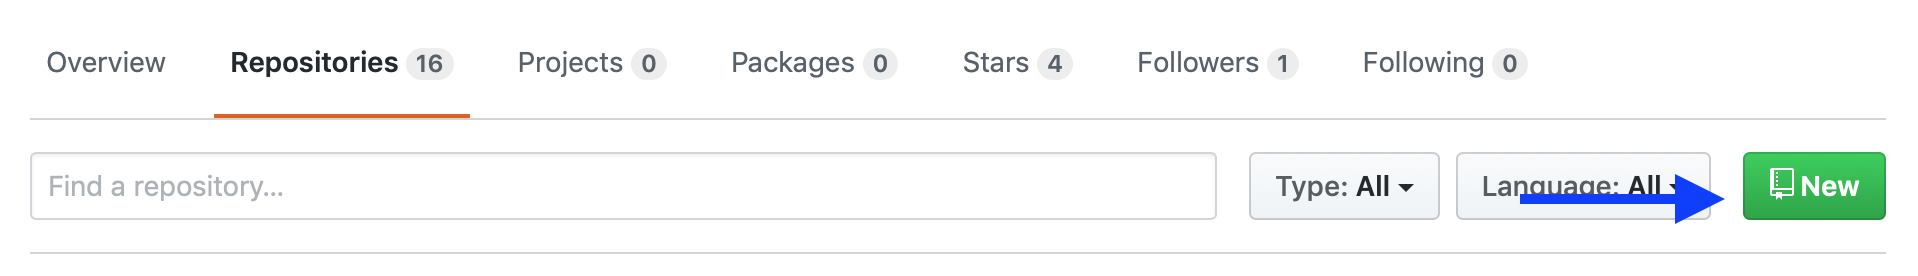 Overview Repositories 16 Projects 0 Packages 0 Stars 4 Followers 1 Following 0
Find a repository... Type: All Language: All New